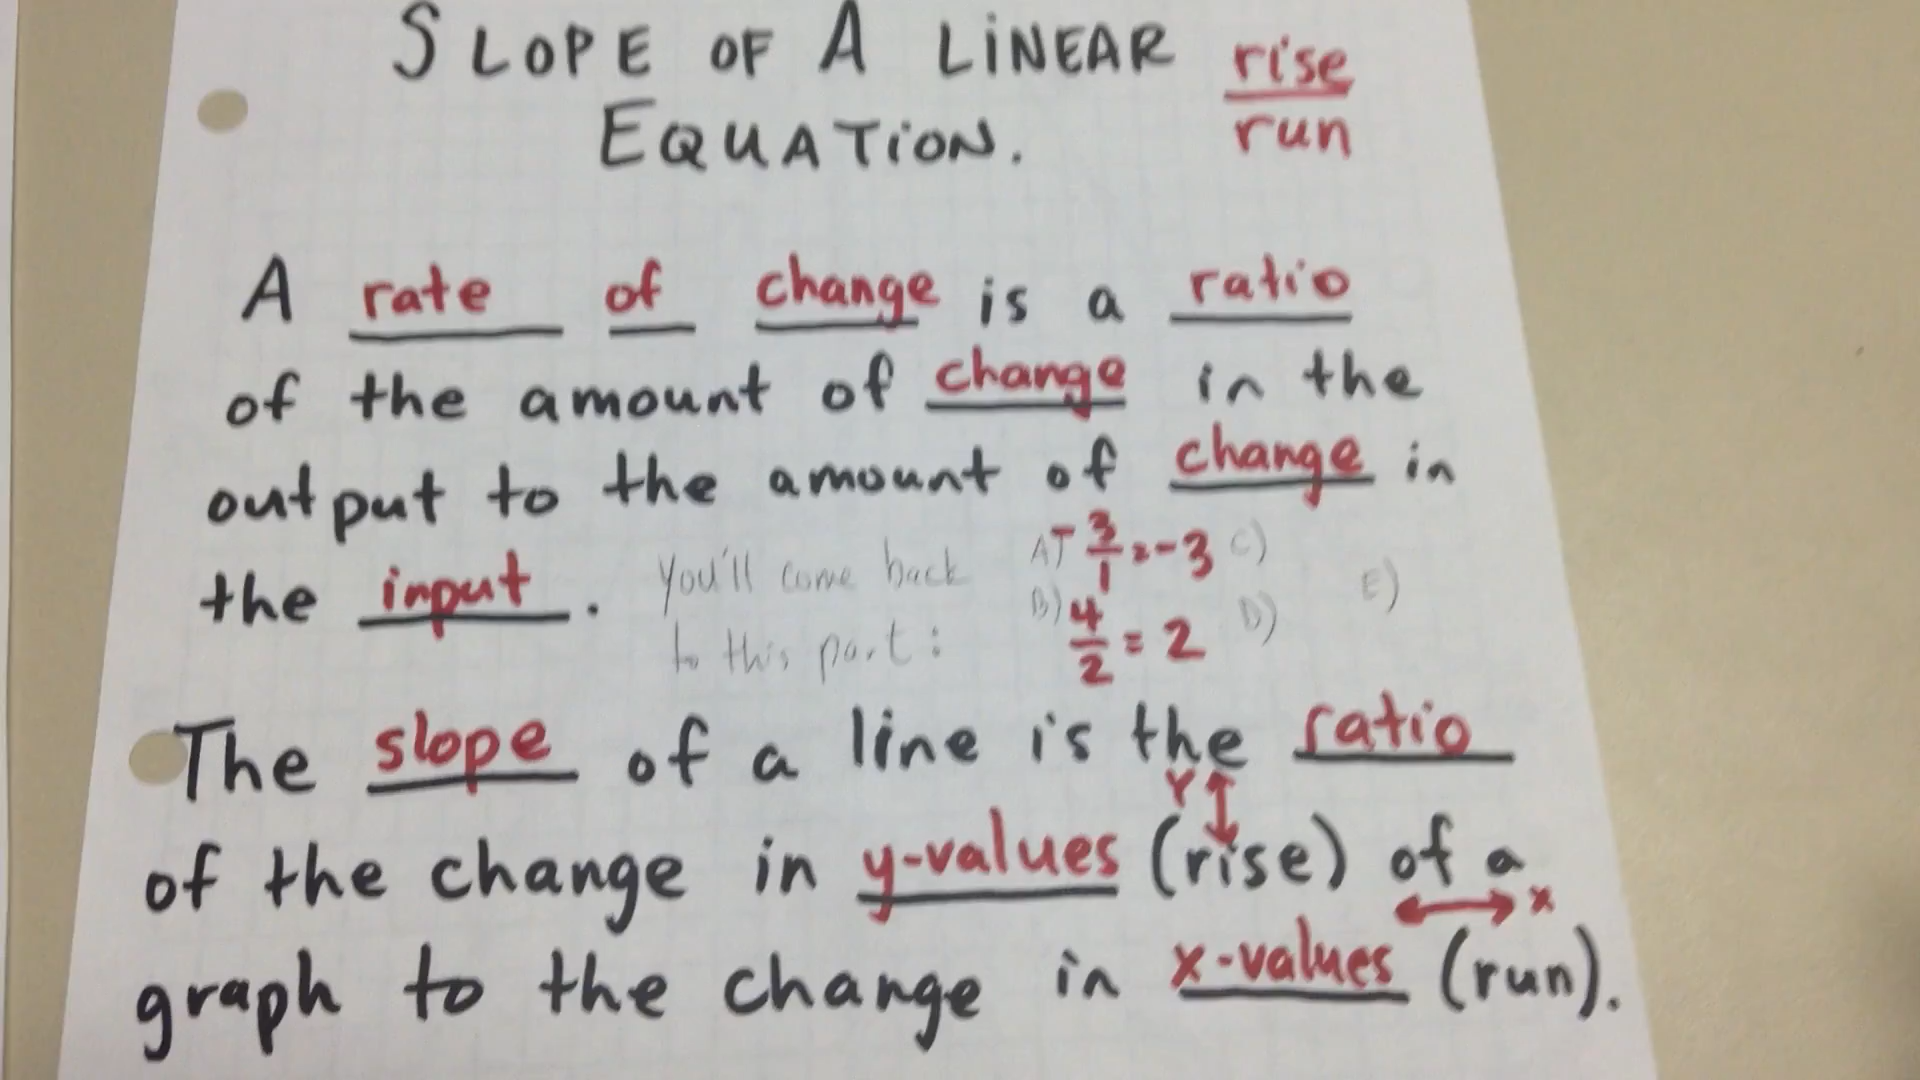 SLOPE OF A LINEAR rise
EQUATION. run
A rate of change is a ratio
of the amount of change in the
output to the amount of change in
the input. You'll come back A) 3/1 = -3 C) E)
to this part: B) 4/2 = 2 D)
The slope of a line is the ratio
Y
of the change in y-values (rise) of a
x
graph to the change in x-values (run).